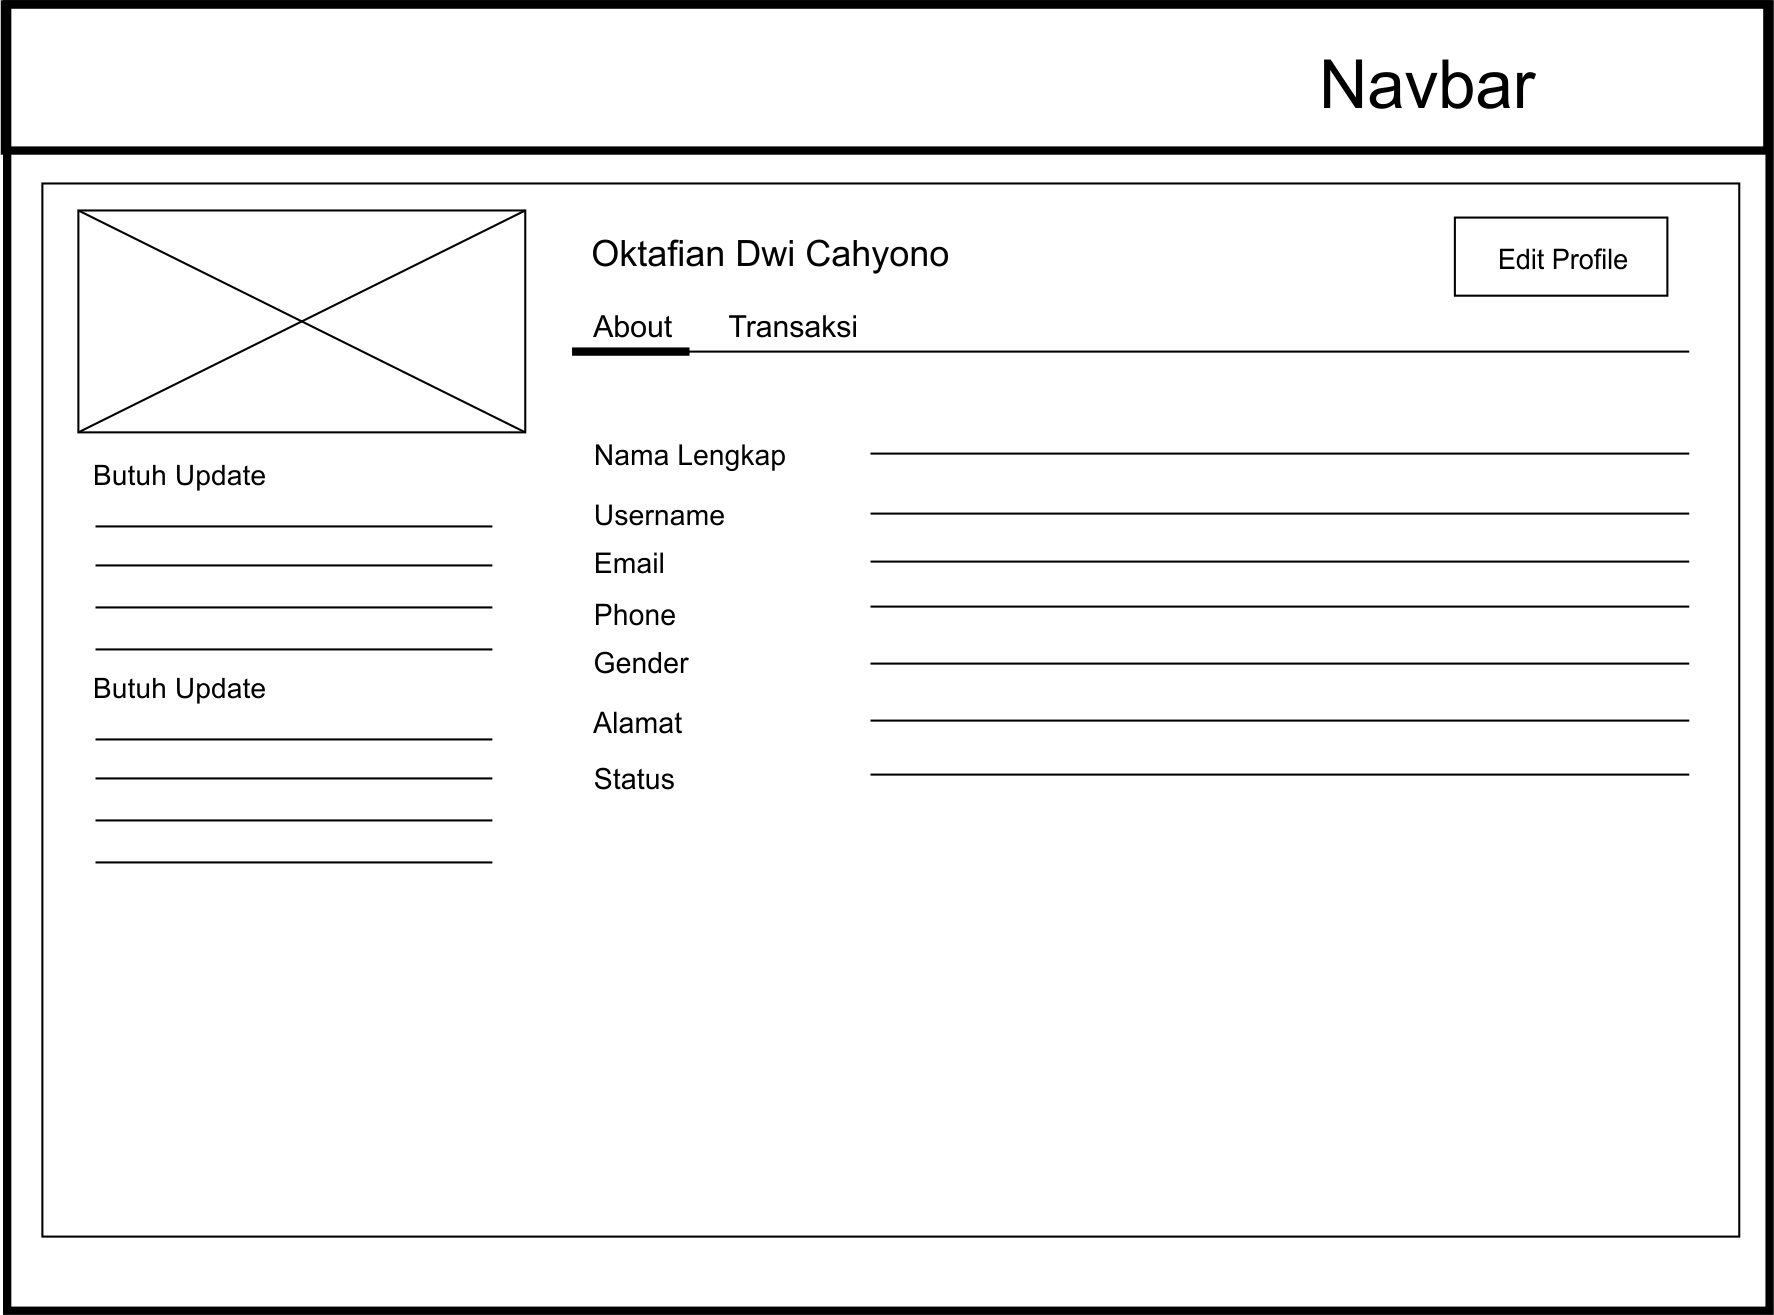 Navbar
Oktafian Dwi Cahyono
Edit Profile
About Transaksi
Butuh Update
Butuh Update
Nama Lengkap
Username
Email
Phone
Gender
Alamat
Status